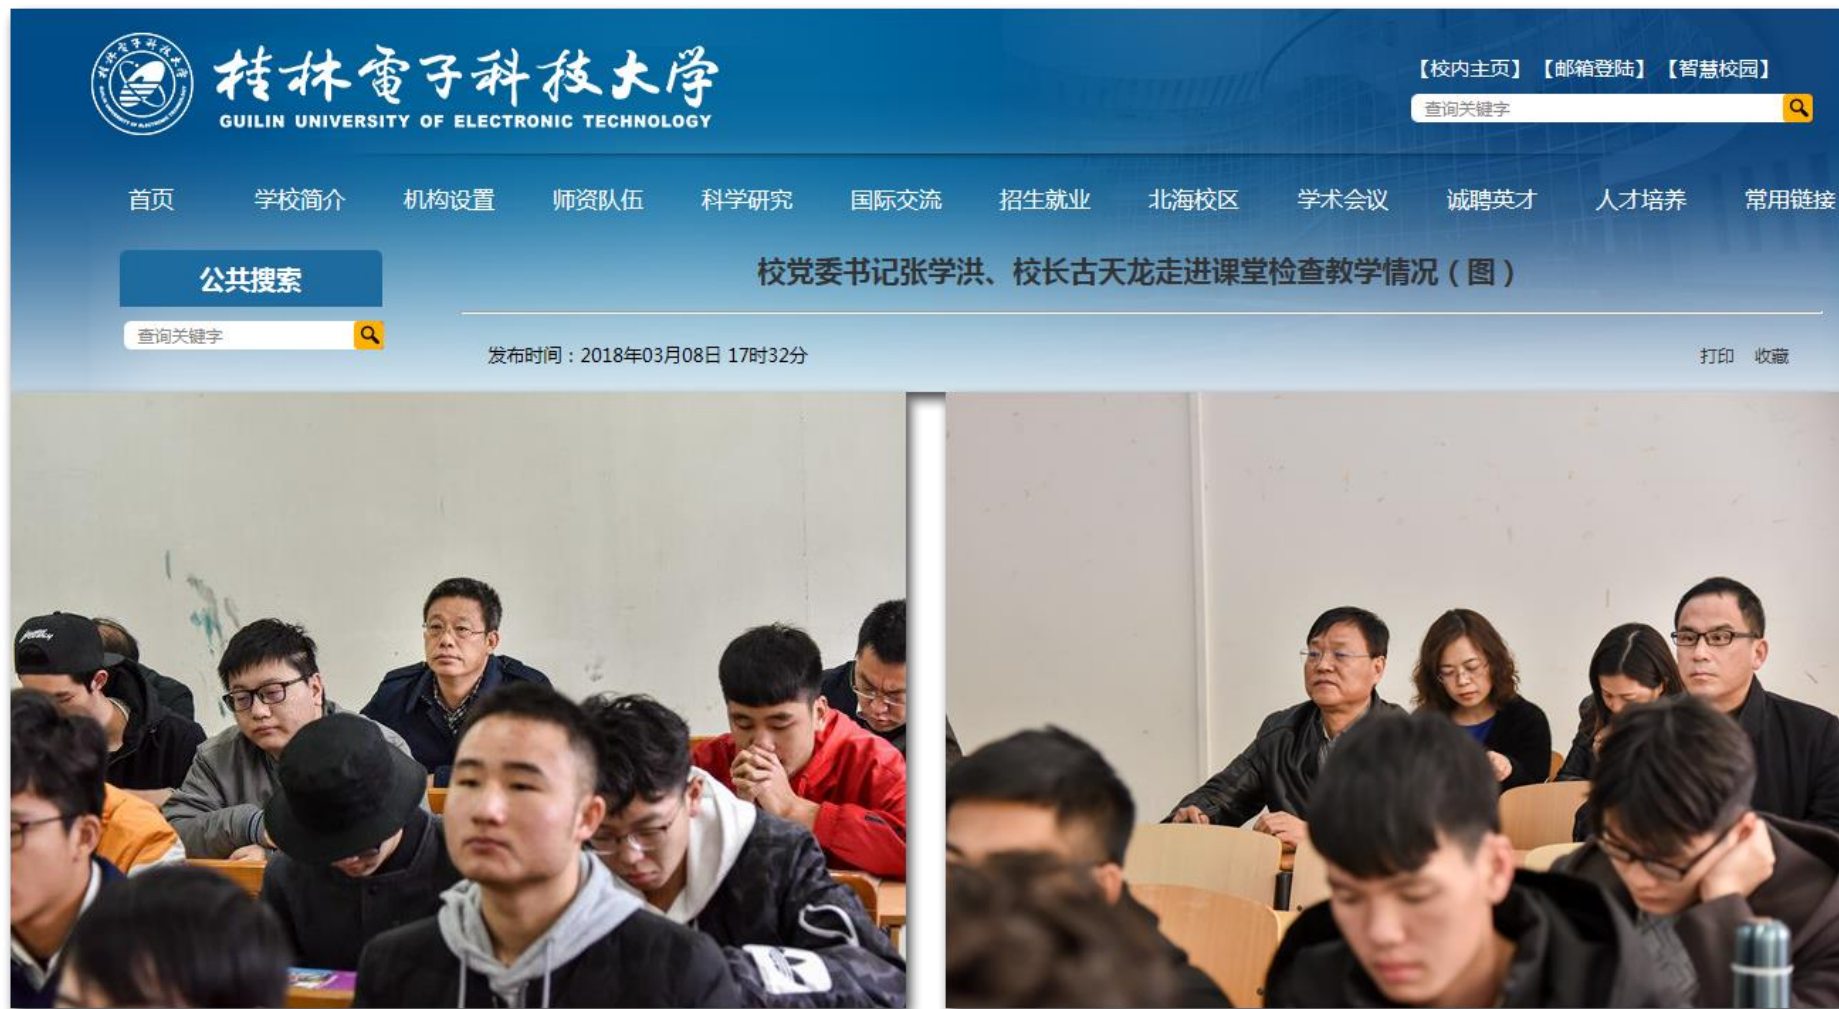 桂林電子科技大学
GUILIN UNIVERSITY OF ELECTRONIC TECHNOLOGY
【校内主页】【邮箱登陆】【智慧校园】
查询关键字
首页 学校简介 机构设置 师资队伍 科学研究 国际交流 招生就业 北海校区 学术会议 诚聘英才 人才培养 常用链接
公共搜索
校党委书记张学洪、校长古天龙走进课堂检查教学情况（图）
查询关键字
发布时间：2018年03月08日 17时32分
打印 收藏